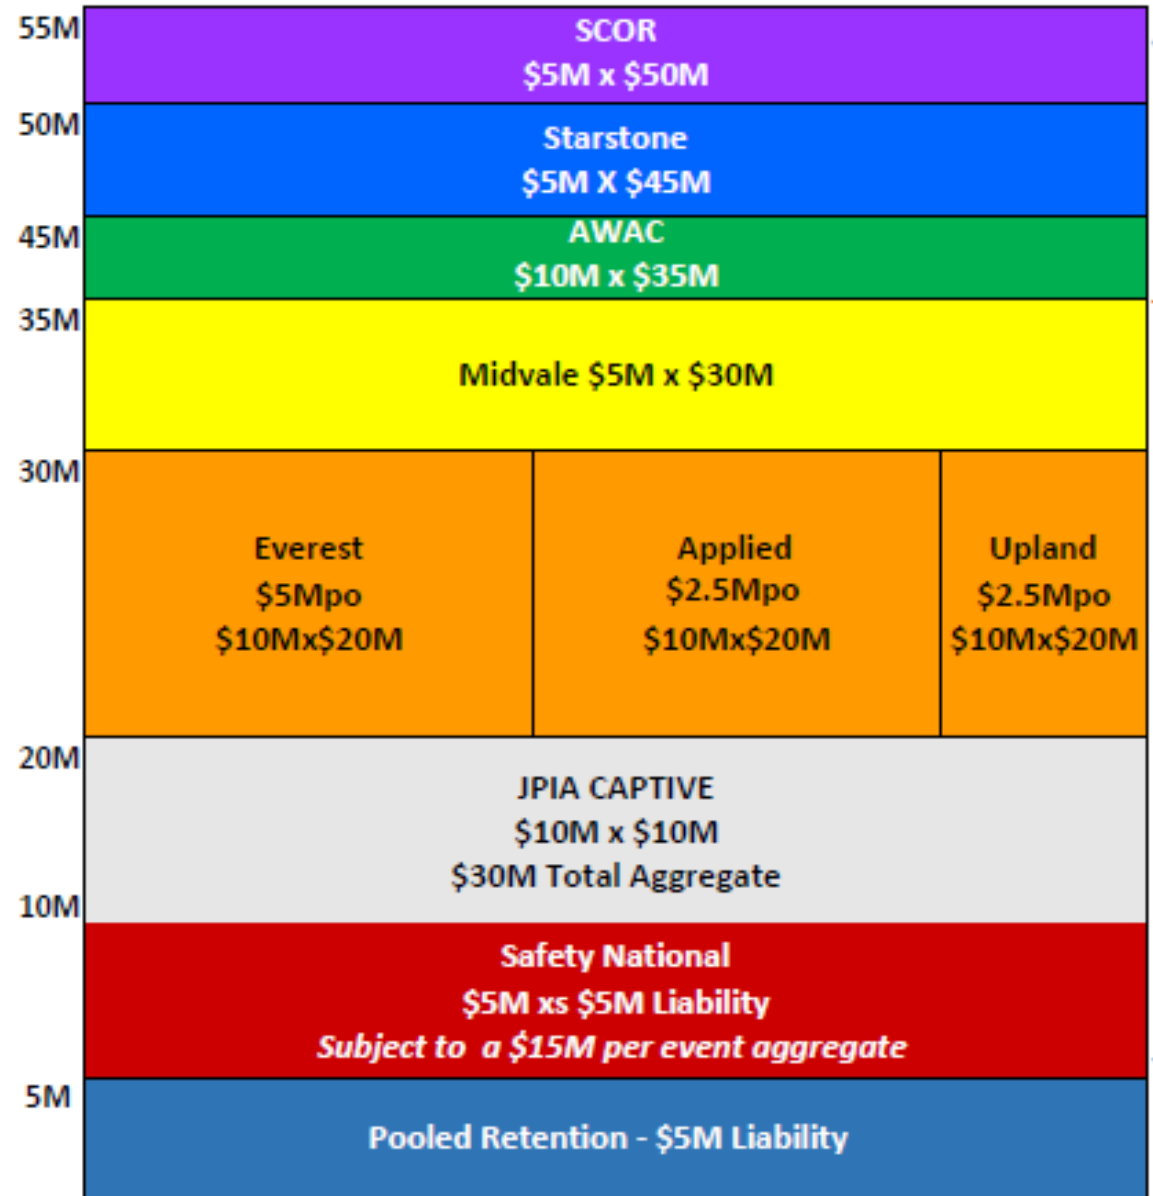 55M
SCOR
$5M x $50M
50M
Starstone
$5M X $45M
45M
AWAC
$10M x $35M
35M
Midvale $5M x $30M
30M
Everest
$5Mpo
$10Mx$20M
Applied
$2.5Mpo
$10Mx$20M
Upland
$2.5Mpo
$10Mx$20M
20M
JPIA CAPTIVE
$10M x $10M
$30M Total Aggregate
10M
Safety National
$5M xs $5M Liability
Subject to a $15M per event aggregate
5M
Pooled Retention - $5M Liability